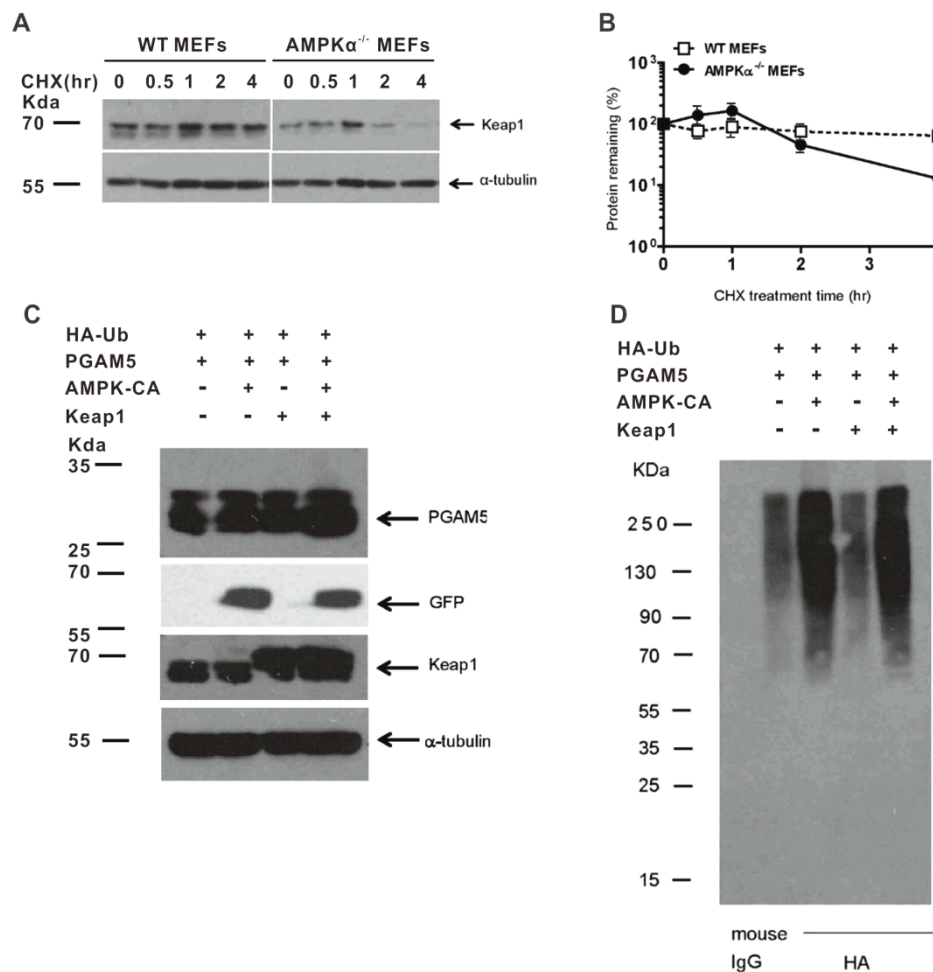 A
WT MEFs AMPKα-/- MEFs
CHX(hr) 0 0.5 1 2 4 0 0.5 1 2 4
Kda
70 Keap1
55 α-tubulin
B
WT MEFs
AMPKα-/- MEFs
Protein remaining (%)
10³
10²
10¹
10⁰
0 1 2 3
CHX treatment time (hr)
C
HA-Ub + + + +
PGAM5 + + + +
AMPK-CA - + - +
Keap1 - - + +
Kda
35
PGAM5
25
70
GFP
55
70
Keap1
55 α-tubulin
D
HA-Ub + + + +
PGAM5 + + + +
AMPK-CA - + - +
Keap1 - - + +
KDa
250
130
90
70
55
35
25
15
mouse
IgG HA